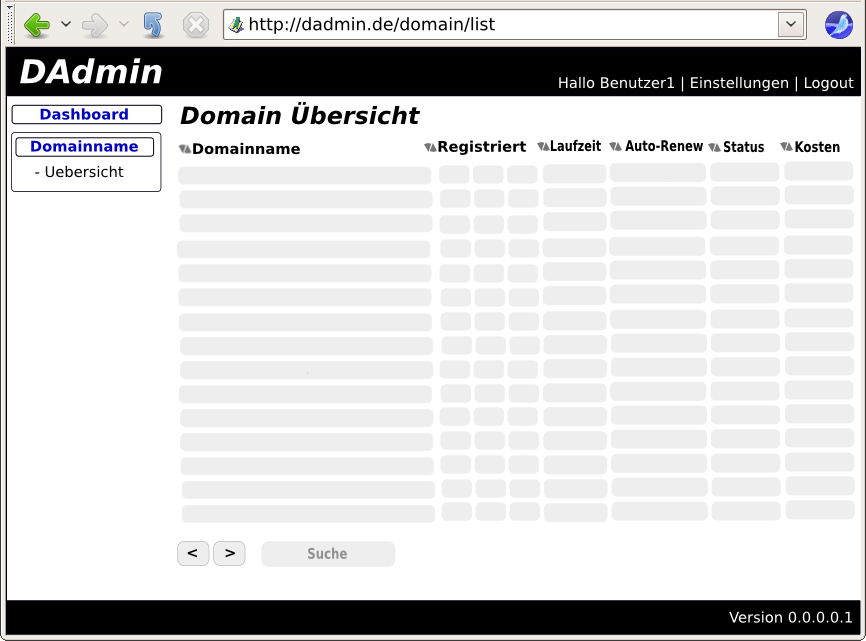 http://dadmin.de/domain/list
DAdmin
Hallo Benutzer1 | Einstellungen | Logout
Dashboard
Domainname
- Uebersicht
Domain Übersicht
Domainname Registriert Laufzeit Auto-Renew Status Kosten
< > Suche
Version 0.0.0.0.1